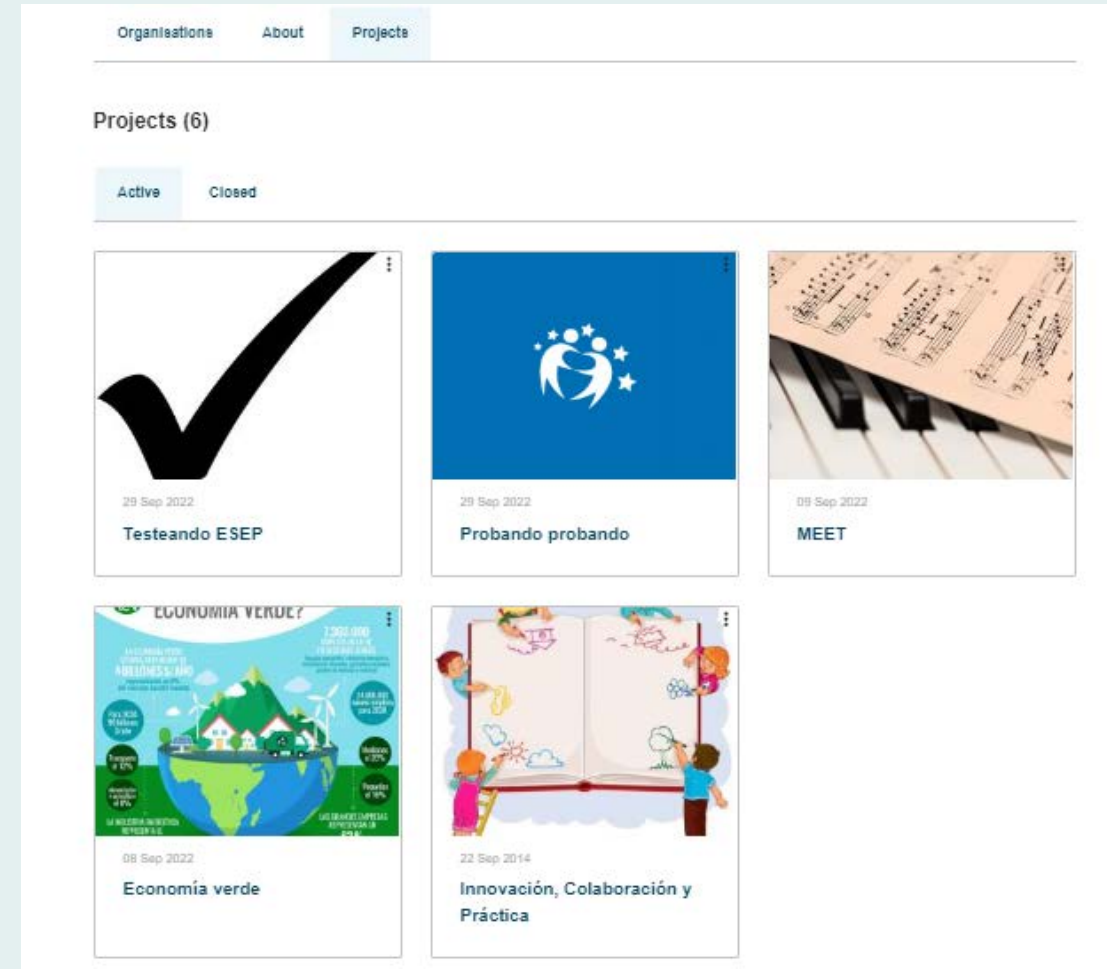 Organisations About Projects
Projects (6)
Active Closed
29 Sep 2022
Testeando ESEP
29 Sep 2022
Probando probando
09 Sep 2022
MEET
ECONOMIA VERDE?
08 Sep 2022
Economía verde
22 Sep 2014
Innovación, Colaboración y
Práctica